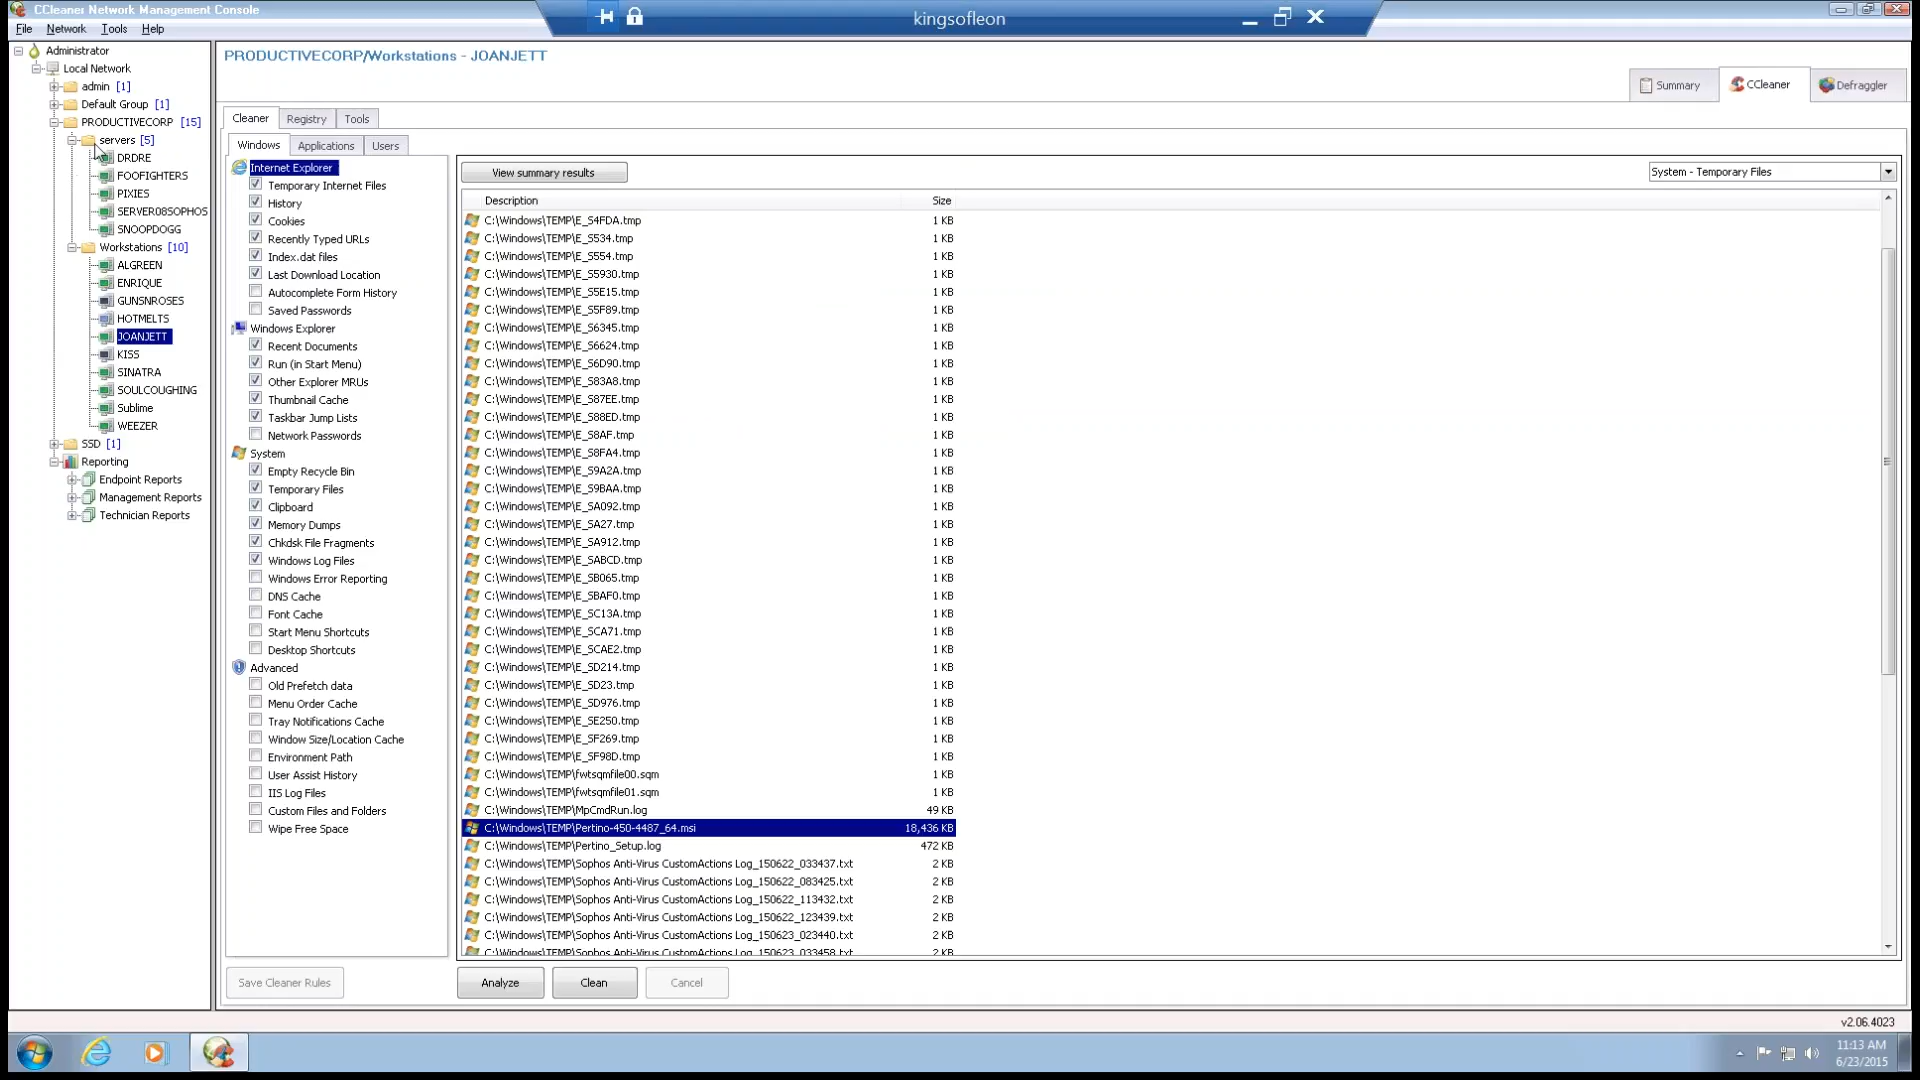 CCleaner Network Management Console
kingsofleon
File Network Tools Help
Administrator
Local Network
admin [1]
Default Group [1]
PRODUCTIVECORP [15]
servers [5]
DRDRE
FOOFIGHTERS
PIXIES
SERVER08SOPHOS
SNOOPDOGG
Workstations [10]
ALGREEN
ENRIQUE
GUNSNROSES
HOTMELTS
JOANJETT
KISS
SINATRA
SOULCOUGHING
Sublime
WEEZER
SSD [1]
Reporting
Endpoint Reports
Management Reports
Technician Reports
PRODUCTIVECORP/Workstations - JOANJETT
Summary CCleaner Defraggler
Cleaner Registry Tools
Windows Applications Users
Internet Explorer
Temporary Internet Files
History
Cookies
Recently Typed URLs
Index.dat files
Last Download Location
Autocomplete Form History
Saved Passwords
Windows Explorer
Recent Documents
Run (in Start Menu)
Other Explorer MRUs
Thumbnail Cache
Taskbar Jump Lists
Network Passwords
System
Empty Recycle Bin
Temporary Files
Clipboard
Memory Dumps
Chkdsk File Fragments
Windows Log Files
Windows Error Reporting
DNS Cache
Font Cache
Start Menu Shortcuts
Desktop Shortcuts
Advanced
Old Prefetch data
Menu Order Cache
Tray Notifications Cache
Window Size/Location Cache
Environment Path
User Assist History
IIS Log Files
Custom Files and Folders
Wipe Free Space
View summary results
System - Temporary Files
Description Size
C:\Windows\TEMP\E_S4FDA.tmp 1 KB
C:\Windows\TEMP\E_S534.tmp 1 KB
C:\Windows\TEMP\E_S554.tmp 1 KB
C:\Windows\TEMP\E_S5930.tmp 1 KB
C:\Windows\TEMP\E_S5E15.tmp 1 KB
C:\Windows\TEMP\E_S5F89.tmp 1 KB
C:\Windows\TEMP\E_S6345.tmp 1 KB
C:\Windows\TEMP\E_S6624.tmp 1 KB
C:\Windows\TEMP\E_S6D90.tmp 1 KB
C:\Windows\TEMP\E_S83A8.tmp 1 KB
C:\Windows\TEMP\E_S87EE.tmp 1 KB
C:\Windows\TEMP\E_S88ED.tmp 1 KB
C:\Windows\TEMP\E_S8AF.tmp 1 KB
C:\Windows\TEMP\E_S8FA4.tmp 1 KB
C:\Windows\TEMP\E_S9A2A.tmp 1 KB
C:\Windows\TEMP\E_S9BAA.tmp 1 KB
C:\Windows\TEMP\E_SA092.tmp 1 KB
C:\Windows\TEMP\E_SA27.tmp 1 KB
C:\Windows\TEMP\E_SA912.tmp 1 KB
C:\Windows\TEMP\E_SABCD.tmp 1 KB
C:\Windows\TEMP\E_SB065.tmp 1 KB
C:\Windows\TEMP\E_SBAF0.tmp 1 KB
C:\Windows\TEMP\E_SC13A.tmp 1 KB
C:\Windows\TEMP\E_SCA71.tmp 1 KB
C:\Windows\TEMP\E_SCAE2.tmp 1 KB
C:\Windows\TEMP\E_SD214.tmp 1 KB
C:\Windows\TEMP\E_SD23.tmp 1 KB
C:\Windows\TEMP\E_SD976.tmp 1 KB
C:\Windows\TEMP\E_SE250.tmp 1 KB
C:\Windows\TEMP\E_SF269.tmp 1 KB
C:\Windows\TEMP\E_SF98D.tmp 1 KB
C:\Windows\TEMP\fwtsqmfile00.sqm 1 KB
C:\Windows\TEMP\fwtsqmfile01.sqm 1 KB
C:\Windows\TEMP\MpCmdRun.log 49 KB
C:\Windows\TEMP\Pertino-450-4487_64.msi 18,436 KB
C:\Windows\TEMP\Pertino_Setup.log 472 KB
C:\Windows\TEMP\Sophos Anti-Virus CustomActions Log_150622_033437.txt 2 KB
C:\Windows\TEMP\Sophos Anti-Virus CustomActions Log_150622_083425.txt 2 KB
C:\Windows\TEMP\Sophos Anti-Virus CustomActions Log_150622_113432.txt 2 KB
C:\Windows\TEMP\Sophos Anti-Virus CustomActions Log_150622_123439.txt 2 KB
C:\Windows\TEMP\Sophos Anti-Virus CustomActions Log_150623_023440.txt 2 KB
C:\Windows\TEMP\Sophos Anti-Virus CustomActions Log_150623_033458.txt 2 KB
Save Cleaner Rules Analyze Clean Cancel
v2.06.4023
11:13 AM
6/23/2015